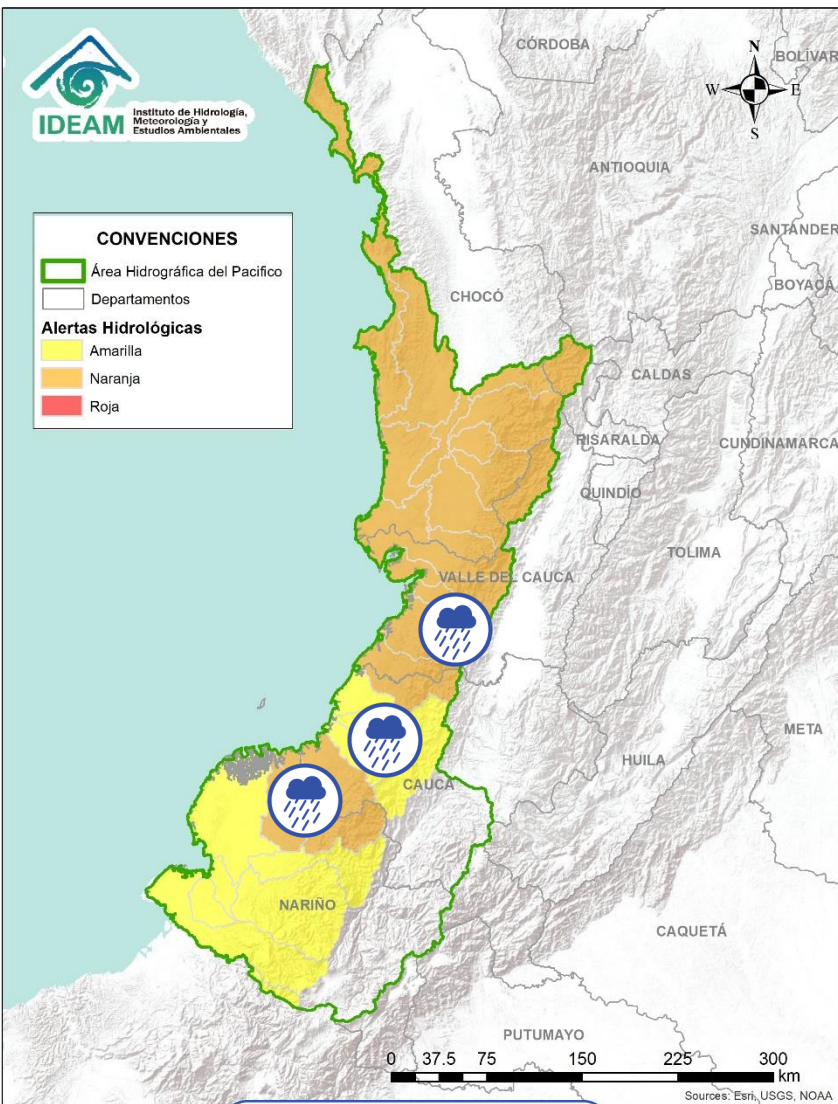 IDEAM
Instituto de Hidrología,
Meteorología y
Estudios Ambientales
N
W
E
S
CONVENCIONES
Área Hidrográfica del Pacifico
Departamentos
Alertas Hidrológicas
Amarilla
Naranja
Roja
CÓRDOBA
BOLÍVAR
ANTIOQUIA
SANTANDER
BOYACÁ
CHOCÓ
CALDAS
RISARALDA
CUNDINAMARCA
QUINDÍO
TOLIMA
VALLE DEL CAUCA
META
HUILA
CAUCA
NARIÑO
CAQUETÁ
PUTUMAYO
0 37.5 75 150 225 300
km
Sources: Esri, USGS, NOAA